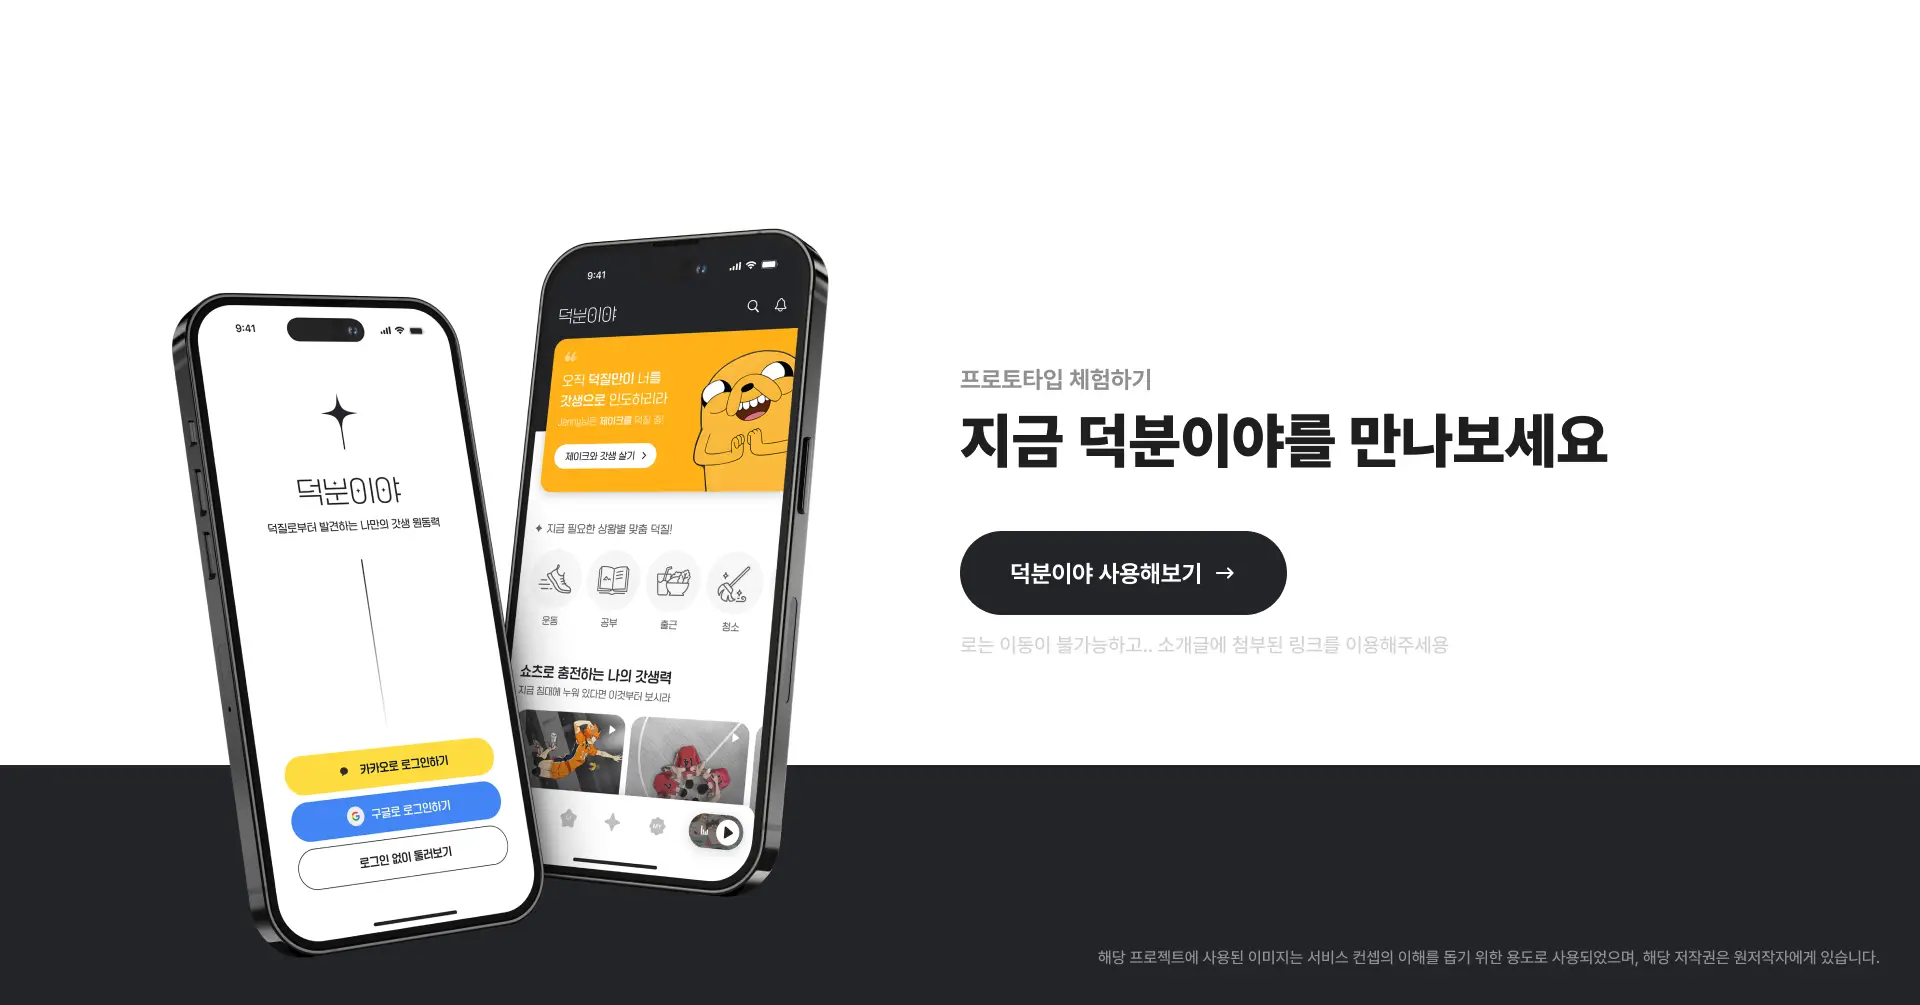 9:41
덕분이야
덕질로부터 발견하는 나만의 갓생 원동력
카카오로 로그인하기
구글로 로그인하기
로그인 없이 둘러보기
9:41
덕분이야
오직 덕질만이 너를
갓생으로 인도하리라
Jenny님은 제이크를 덕질 중!
제이크와 갓생 살기
지금 필요한 상황별 맞춤 덕질!
운동
공부
출근
청소
쇼츠로 충전하는 나의 갓생력
지금 침대에 누워 있다면 이것부터 보시라
MY
프로토타입 체험하기
지금 덕분이야를 만나보세요
덕분이야 사용해보기 →
로는 이동이 불가능하고.. 소개글에 첨부된 링크를 이용해주세용
해당 프로젝트에 사용된 이미지는 서비스 컨셉의 이해를 돕기 위한 용도로 사용되었으며, 해당 저작권은 원저작자에게 있습니다.